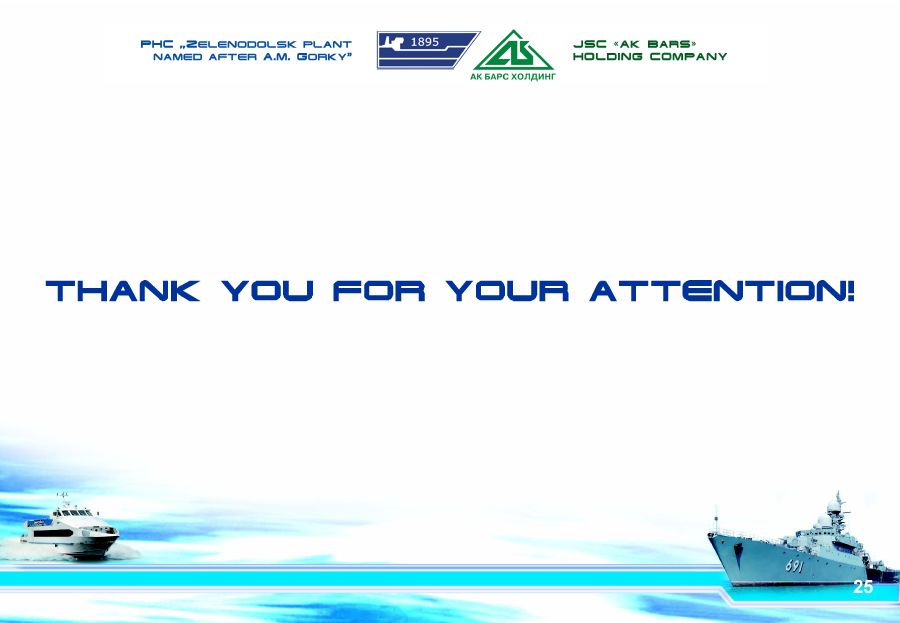 PHC „Zelenodolsk plant
named after A.M. Gorky”
1895
АК БАРС ХОЛДИНГ
JSC «AK BARS»
HOLDING COMPANY
THANK YOU FOR YOUR ATTENTION!
691
25